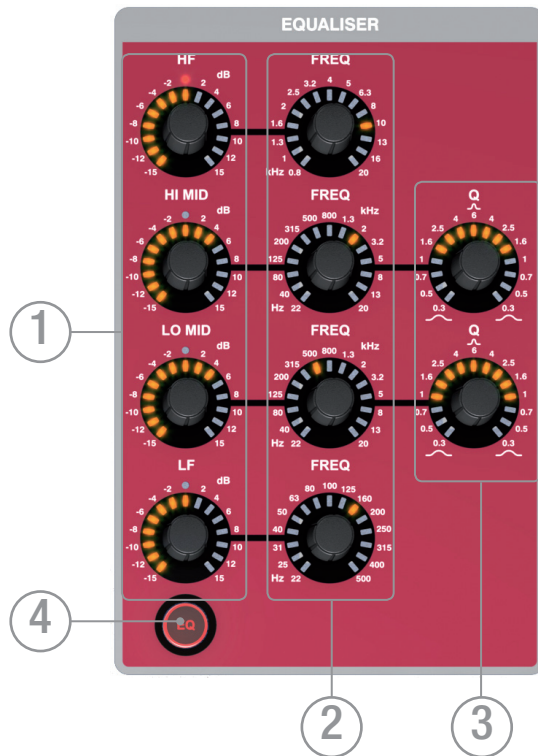 EQUALISER
HF
-2 2 dB
-4 4
-6 6
-8 8
-10 10
-12 12
-15 15
FREQ
3.2 4 5
2.5 6.3
2 8
1.6 10
1.3 13
1 16
kHz 0.8 20
HI MID
-2 2 dB
-4 4
-6 6
-8 8
-10 10
-12 12
-15 15
FREQ
500 800 1.3 kHz
315 2
200 3.2
125 5
80 8
40 13
Hz 22 20
Q
4 6 4
2.5 2.5
1.6 1.6
1 1
0.7 0.7
0.5 0.5
0.3 0.3
LO MID
-2 2 dB
-4 4
-6 6
-8 8
-10 10
-12 12
-15 15
FREQ
500 800 1.3 kHz
315 2
200 3.2
125 5
80 8
40 13
Hz 22 20
Q
4 6 4
2.5 2.5
1.6 1.6
1 1
0.7 0.7
0.5 0.5
0.3 0.3
LF
-2 2 dB
-4 4
-6 6
-8 8
-10 10
-12 12
-15 15
FREQ
80 100 125
63 160
50 200
40 250
31 315
25 400
Hz 22 500
EQ
1
4
2
3